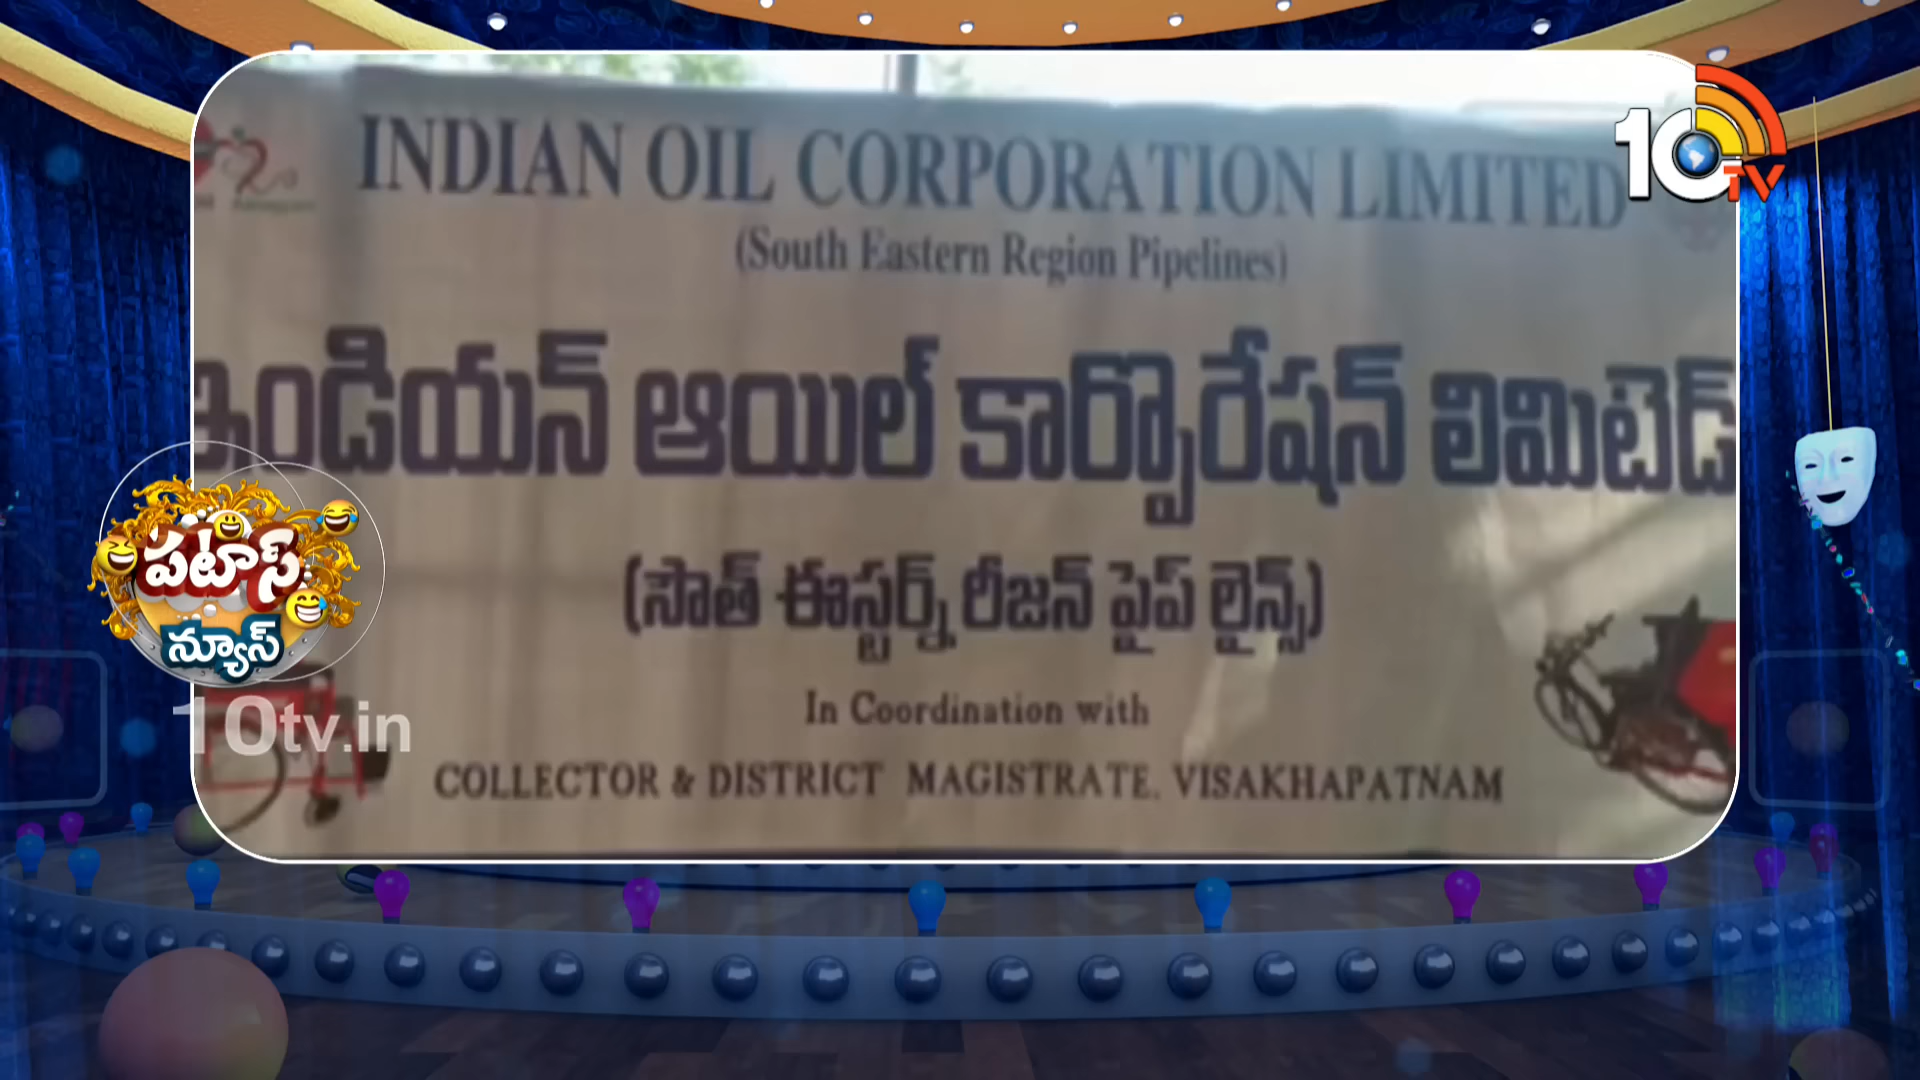 INDIAN OIL CORPORATION LIMITED
(South Eastern Region Pipelines)
ఇండియన్ ఆయిల్ కార్పొరేషన్ లిమిటెడ్
(సౌత్ ఈస్టర్న్ రీజన్ పైప్ లైన్స్)
In Coordination with
COLLECTOR & DISTRICT MAGISTRATE, VISAKHAPATNAM
10TV
పటాస్
న్యూస్
10tv.in